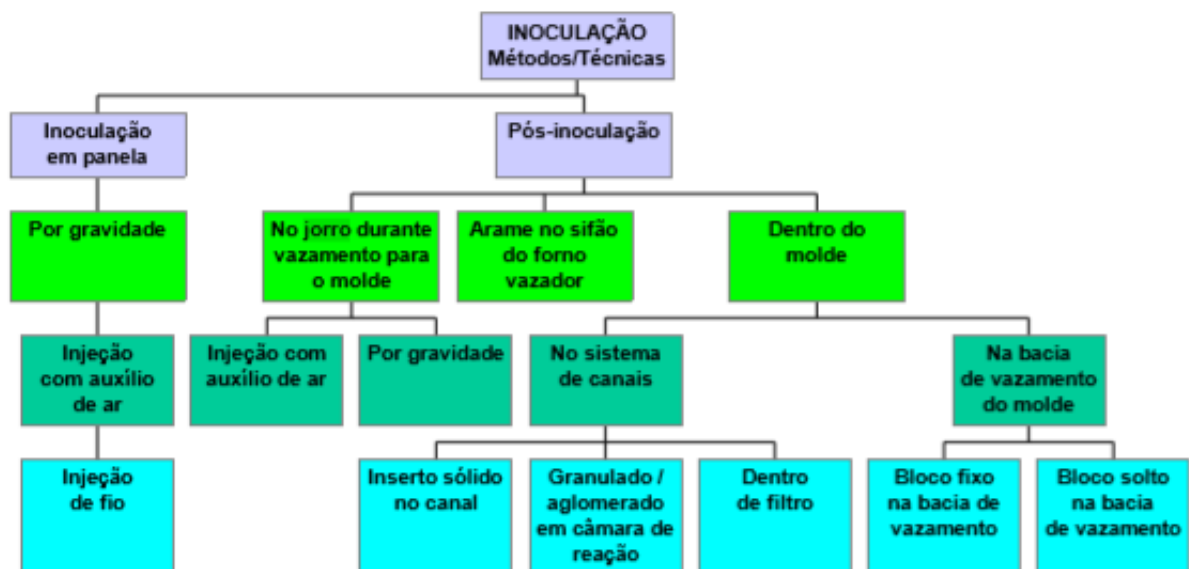 INOCULAÇÃO
Métodos/Técnicas
Inoculação
em panela
Pós-inoculação
Por gravidade
No jorro durante
vazamento para
o molde
Arame no sifão
do forno
vazador
Dentro do
molde
Injeção
com auxílio
de ar
Injeção com
auxílio de ar
Por gravidade
No sistema
de canais
Na bacia
de vazamento
do molde
Injeção
de fio
Inserto sólido
no canal
Granulado /
aglomerado
em câmara de
reação
Dentro
de filtro
Bloco fixo
na bacia de
vazamento
Bloco solto
na bacia
de vazamento